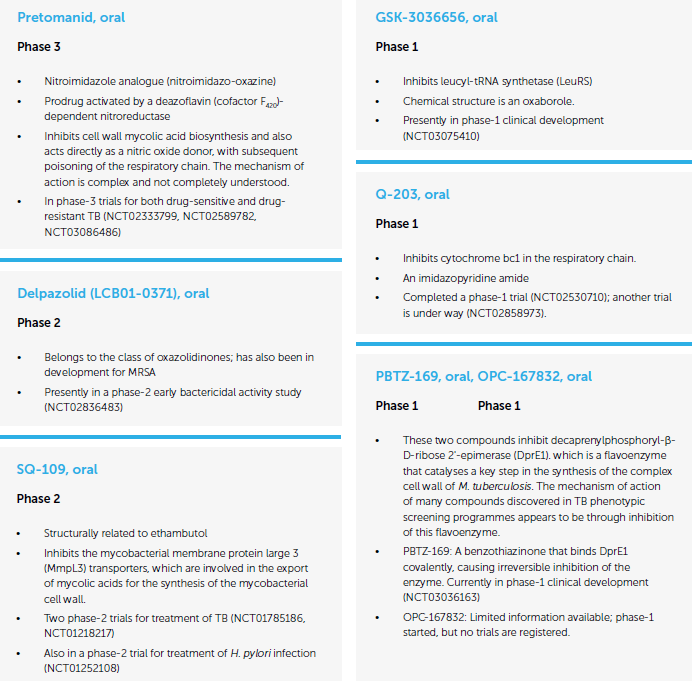 Pretomanid, oral
Phase 3
• Nitroimidazole analogue (nitroimidazo-oxazine)
• Prodrug activated by a deazoflavin (cofactor F420)-
dependent nitroreductase
• Inhibits cell wall mycolic acid biosynthesis and also
acts directly as a nitric oxide donor, with subsequent
poisoning of the respiratory chain. The mechanism of
action is complex and not completely understood.
• In phase-3 trials for both drug-sensitive and drug-
resistant TB (NCT02333799, NCT02589782,
NCT03086486)
Delpazolid (LCB01-0371), oral
Phase 2
• Belongs to the class of oxazolidinones; has also been in
development for MRSA
• Presently in a phase-2 early bactericidal activity study
(NCT02836483)
SQ-109, oral
Phase 2
• Structurally related to ethambutol
• Inhibits the mycobacterial membrane protein large 3
(MmpL3) transporters, which are involved in the export
of mycolic acids for the synthesis of the mycobacterial
cell wall.
• Two phase-2 trials for treatment of TB (NCT01785186,
NCT01218217)
• Also in a phase-2 trial for treatment of H. pylori infection
(NCT01252108)
GSK-3036656, oral
Phase 1
• Inhibits leucyl-tRNA synthetase (LeuRS)
• Chemical structure is an oxaborole.
• Presently in phase-1 clinical development
(NCT03075410)
Q-203, oral
Phase 1
• Inhibits cytochrome bc1 in the respiratory chain.
• An imidazopyridine amide
• Completed a phase-1 trial (NCT02530710); another trial
is under way (NCT02858973).
PBTZ-169, oral, OPC-167832, oral
Phase 1 Phase 1
• These two compounds inhibit decaprenylphosphoryl-β-
D-ribose 2'-epimerase (DprE1). which is a flavoenzyme
that catalyses a key step in the synthesis of the complex
cell wall of M. tuberculosis. The mechanism of action
of many compounds discovered in TB phenotypic
screening programmes appears to be through inhibition
of this flavoenzyme.
• PBTZ-169: A benzothiazinone that binds DprE1
covalently, causing irreversible inhibition of the
enzyme. Currently in phase-1 clinical development
(NCT03036163)
• OPC-167832: Limited information available; phase-1
started, but no trials are registered.